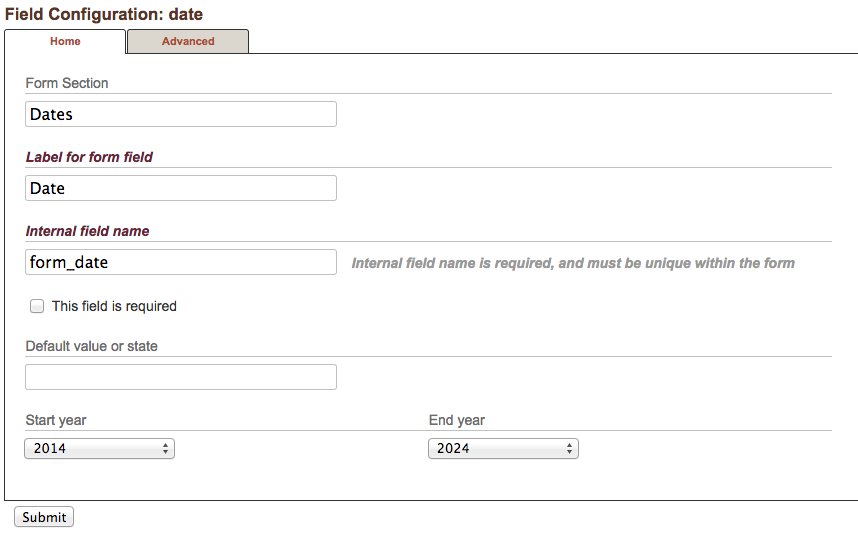 Field Configuration: date
Home Advanced
Form Section
Dates
Label for form field
Date
Internal field name
form_date Internal field name is required, and must be unique within the form
This field is required
Default value or state
Start year End year
2014 2024
Submit